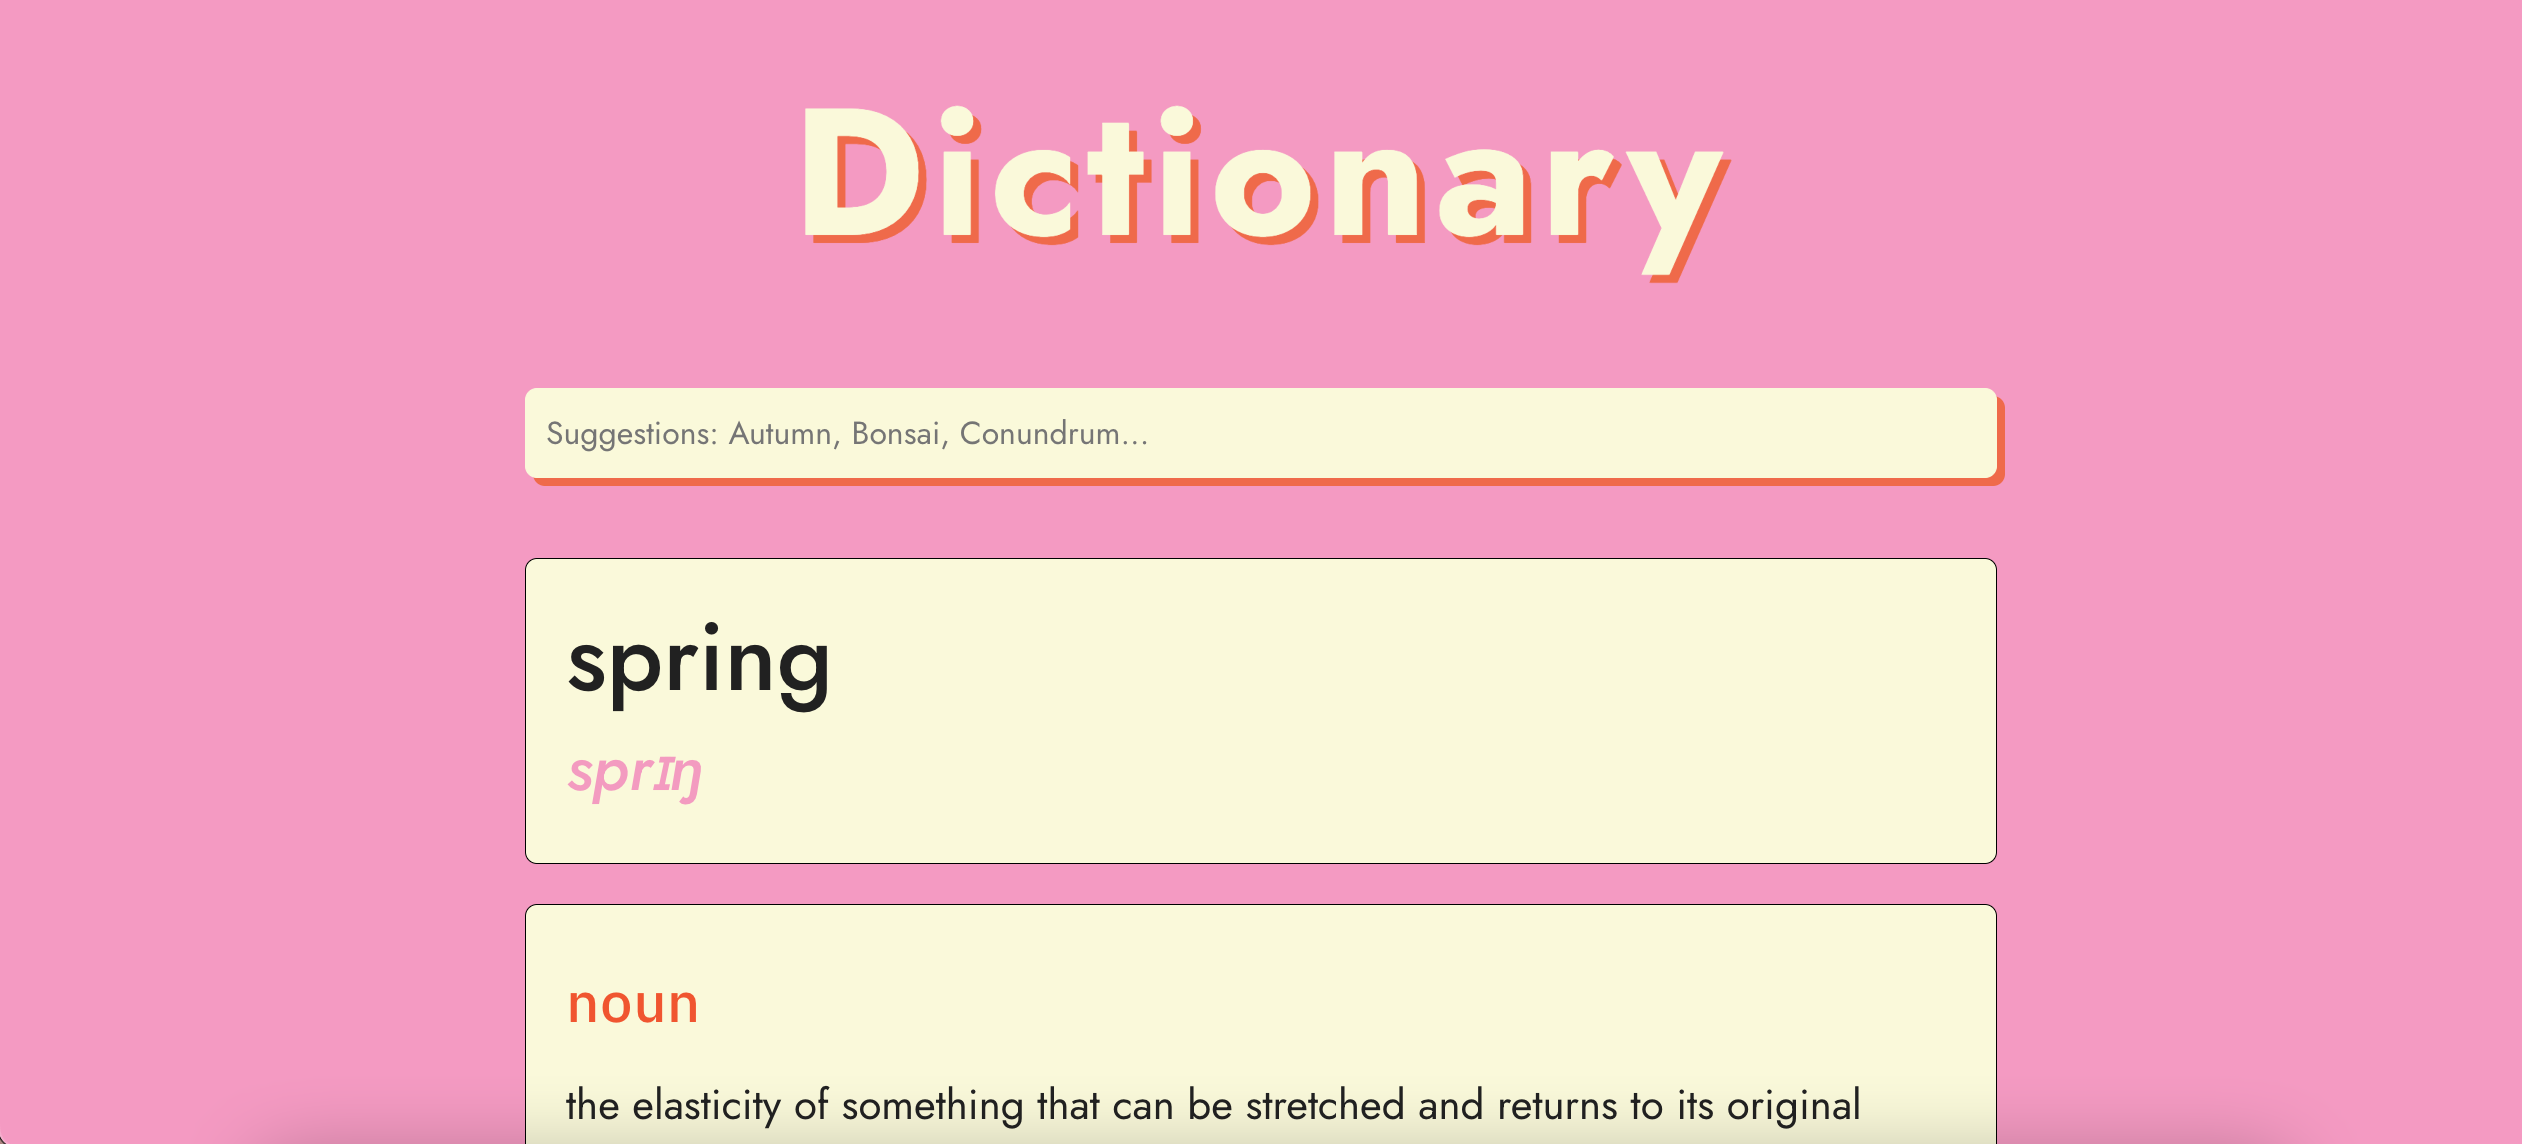 Dictionary
Suggestions: Autumn, Bonsai, Conundrum...
spring
sprɪŋ
noun
the elasticity of something that can be stretched and returns to its original